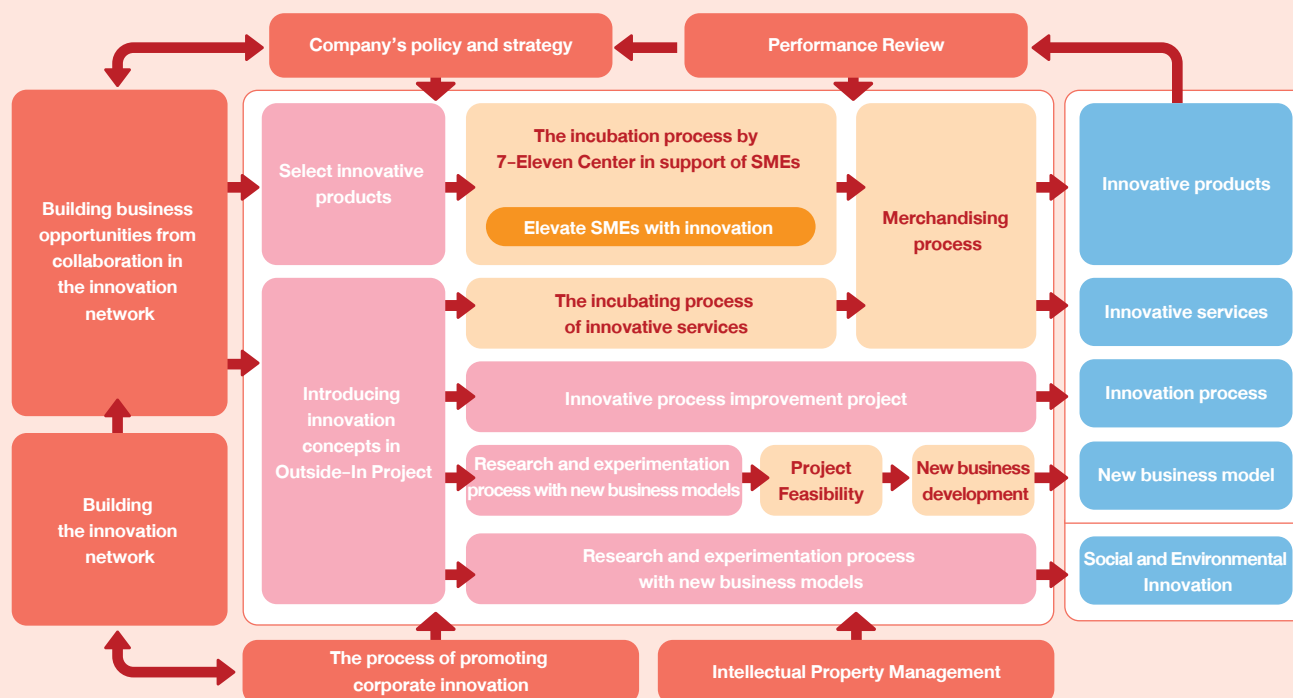 Company's policy and strategy
Performance Review
Building business
opportunities from
collaboration in
the innovation
network
Building
the innovation
network
Select innovative
products
The incubation process by
7-Eleven Center in support of SMEs
Elevate SMEs with innovation
Merchandising
process
Introducing
innovation
concepts in
Outside-In Project
The incubating process
of innovative services
Innovative process improvement project
Research and experimentation
process with new business models
Project
Feasibility
New business
development
Research and experimentation process
with new business models
Innovative products
Innovative services
Innovation process
New business model
Social and Environmental
Innovation
The process of promoting
corporate innovation
Intellectual Property Management